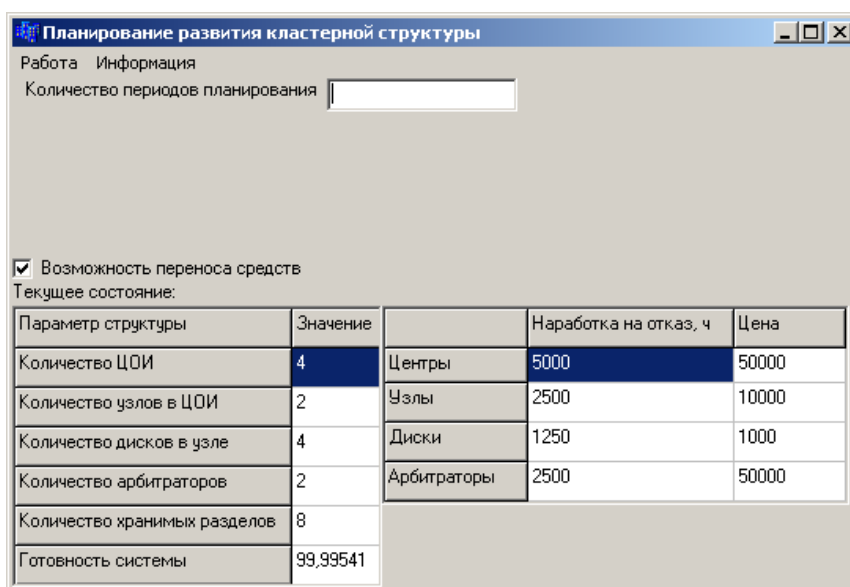 Планирование развития кластерной структуры
Работа Информация
Количество периодов планирования
Возможность переноса средств
Текущее состояние:
Параметр структуры Значение
Количество ЦОИ 4
Количество узлов в ЦОИ 2
Количество дисков в узле 4
Количество арбитраторов 2
Количество хранимых разделов 8
Готовность системы 99,99541
Наработка на отказ, ч Цена
Центры 5000 50000
Узлы 2500 10000
Диски 1250 1000
Арбитраторы 2500 50000